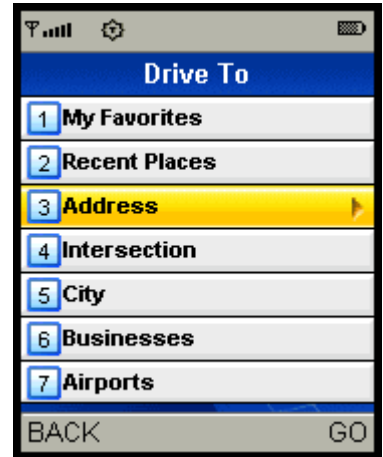 Drive To
1 My Favorites
2 Recent Places
3 Address
4 Intersection
5 City
6 Businesses
7 Airports
BACK GO